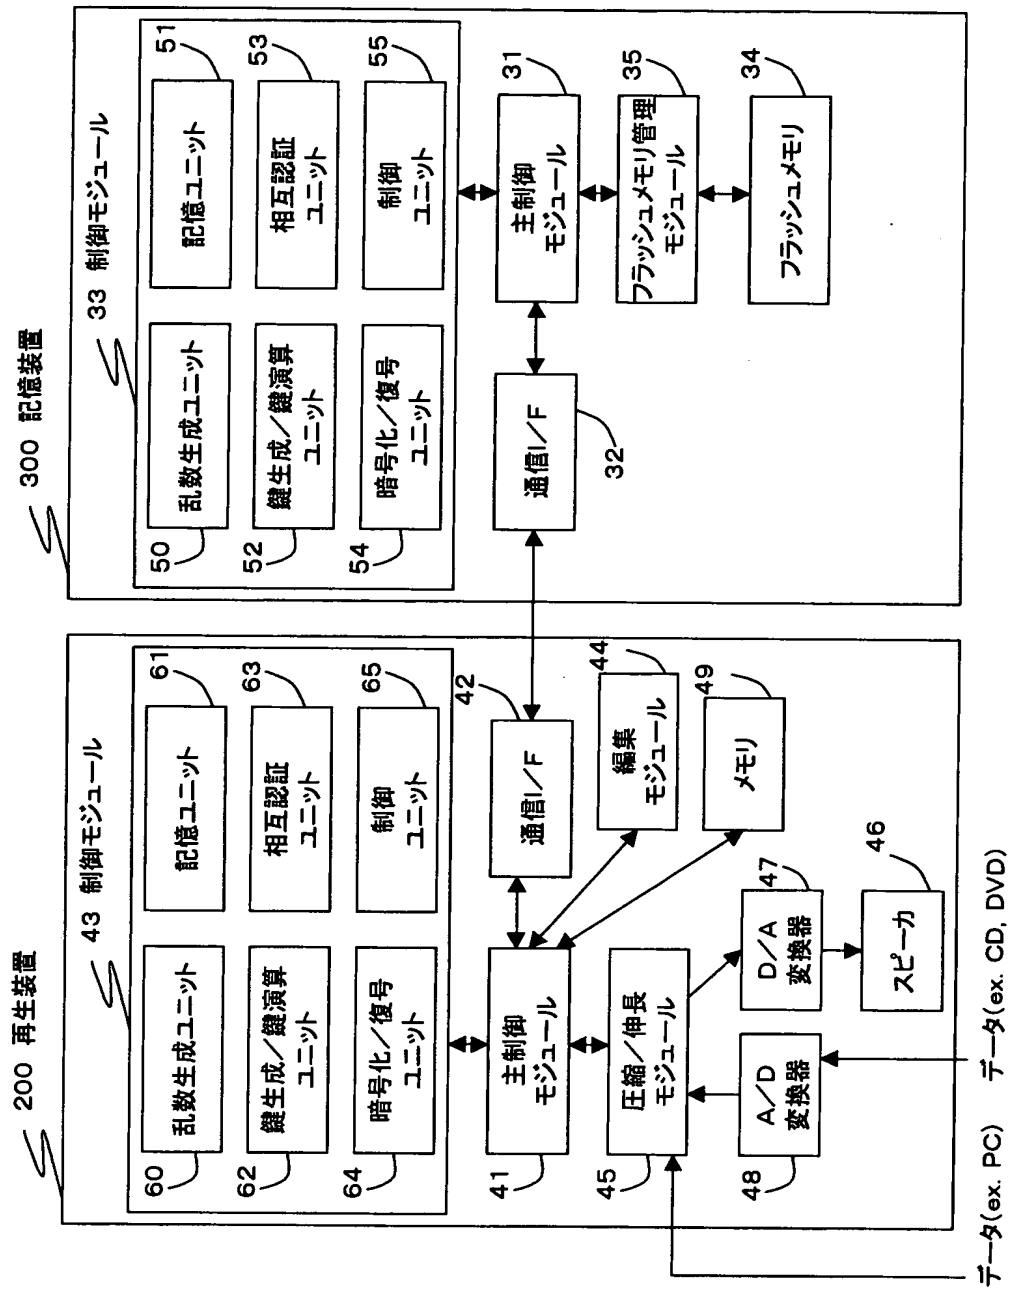 200 再生装置
43 制御モジュール
60
乱数生成ユニット
61
記憶ユニット
62
鍵生成／鍵演算
ユニット
63
相互認証
ユニット
64
暗号化／復号
ユニット
65
制御
ユニット
41
主制御
モジュール
42
通信I／F
44
編集
モジュール
49
メモリ
45
圧縮／伸長
モジュール
47
D／A
変換器
46
スピーカ
48
A／D
変換器
データ(ex. PC)
データ(ex. CD, DVD)
300 記憶装置
33 制御モジュール
50
乱数生成ユニット
51
記憶ユニット
52
鍵生成／鍵演算
ユニット
53
相互認証
ユニット
54
暗号化／復号
ユニット
55
制御
ユニット
32
通信I／F
31
主制御
モジュール
35
フラッシュメモリ管理
モジュール
34
フラッシュメモリ